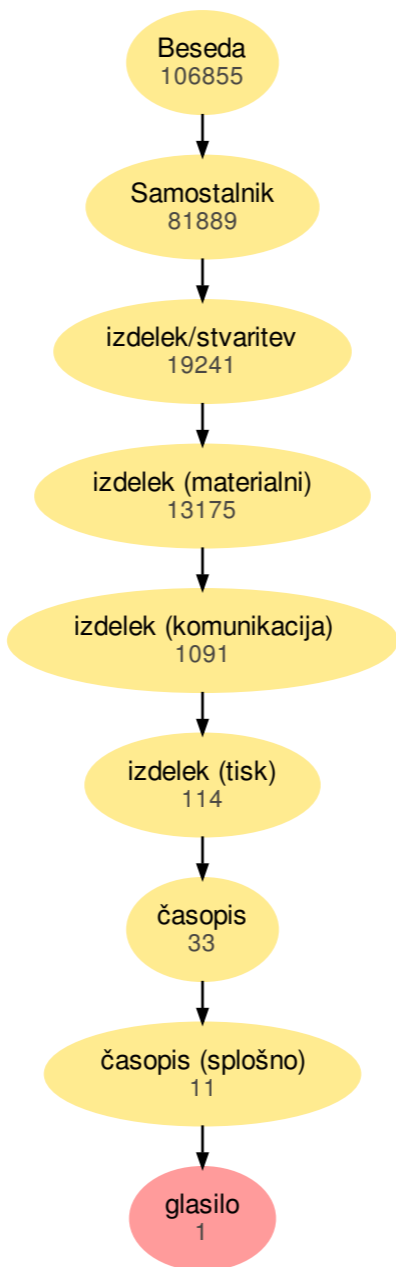 Beseda
106855
Samostalnik
81889
izdelek/stvaritev
19241
izdelek (materialni)
13175
izdelek (komunikacija)
1091
izdelek (tisk)
114
časopis
33
časopis (splošno)
11
glasilo
1